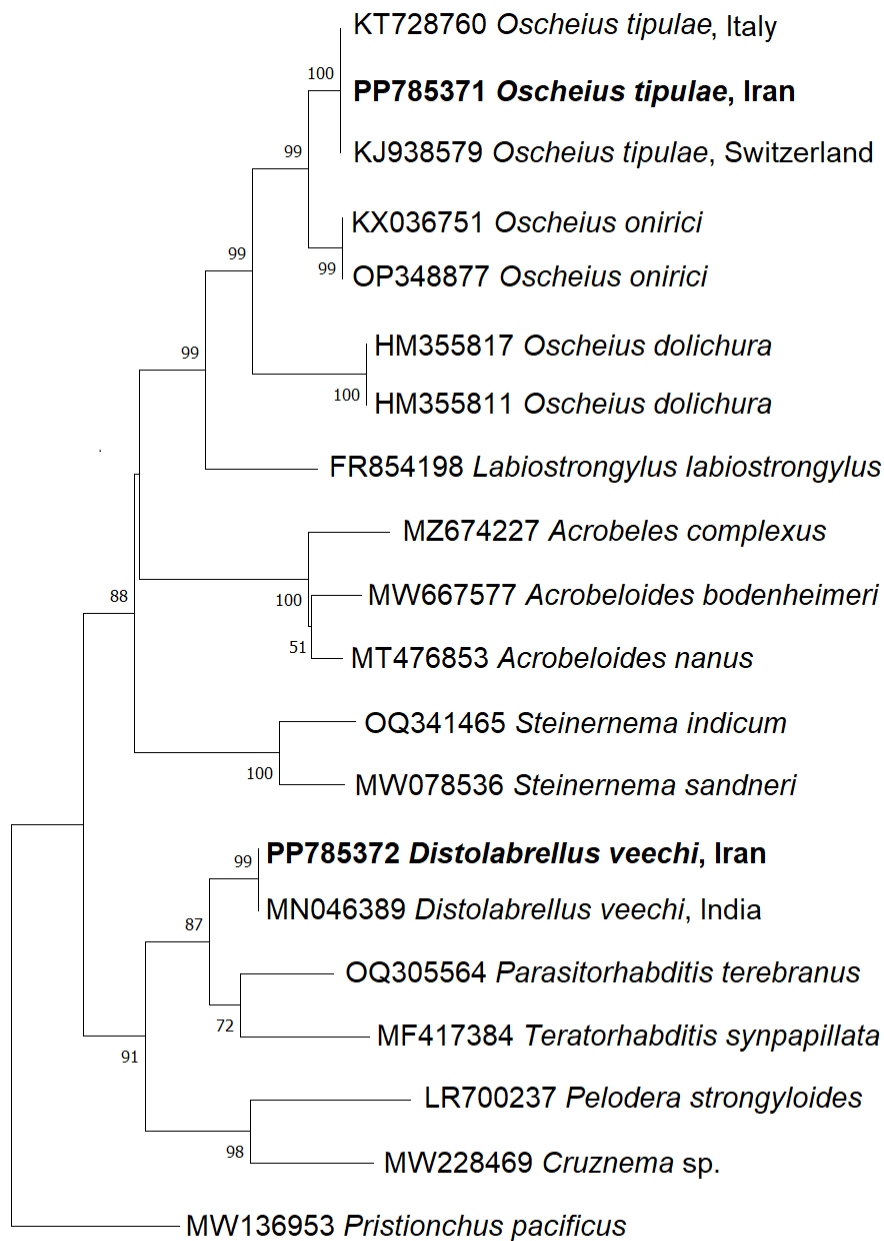 KT728760 Oscheius tipulae, Italy
100
PP785371 Oscheius tipulae, Iran
99
KJ938579 Oscheius tipulae, Switzerland
KX036751 Oscheius onirici
99
99
OP348877 Oscheius onirici
HM355817 Oscheius dolichura
99
100
HM355811 Oscheius dolichura
FR854198 Labiostrongylus labiostrongylus
MZ674227 Acrobeles complexus
88
100
MW667577 Acrobeloides bodenheimeri
51
MT476853 Acrobeloides nanus
OQ341465 Steinernema indicum
100
MW078536 Steinernema sandneri
99
PP785372 Distolabrellus veechi, Iran
MN046389 Distolabrellus veechi, India
87
OQ305564 Parasitorhabditis terebranus
72
MF417384 Teratorhabditis synpapillata
91
LR700237 Pelodera strongyloides
98
MW228469 Cruznema sp.
MW136953 Pristionchus pacificus